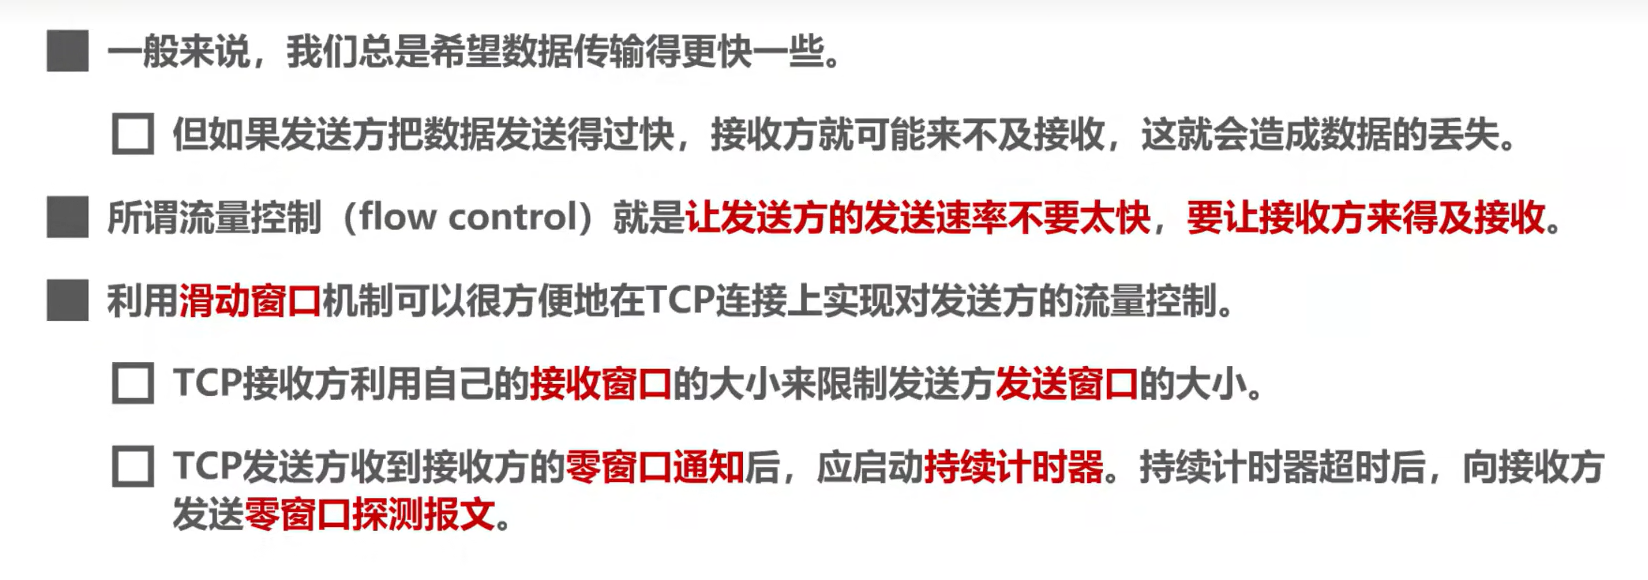 一般来说，我们总是希望数据传输得更快一些。
但如果发送方把数据发送得过快，接收方就可能来不及接收，这就会造成数据的丢失。
所谓流量控制（flow control）就是让发送方的发送速率不要太快，要让接收方来得及接收。
利用滑动窗口机制可以很方便地在TCP连接上实现对发送方的流量控制。
TCP接收方利用自己的接收窗口的大小来限制发送方发送窗口的大小。
TCP发送方收到接收方的零窗口通知后，应启动持续计时器。持续计时器超时后，向接收方
发送零窗口探测报文。